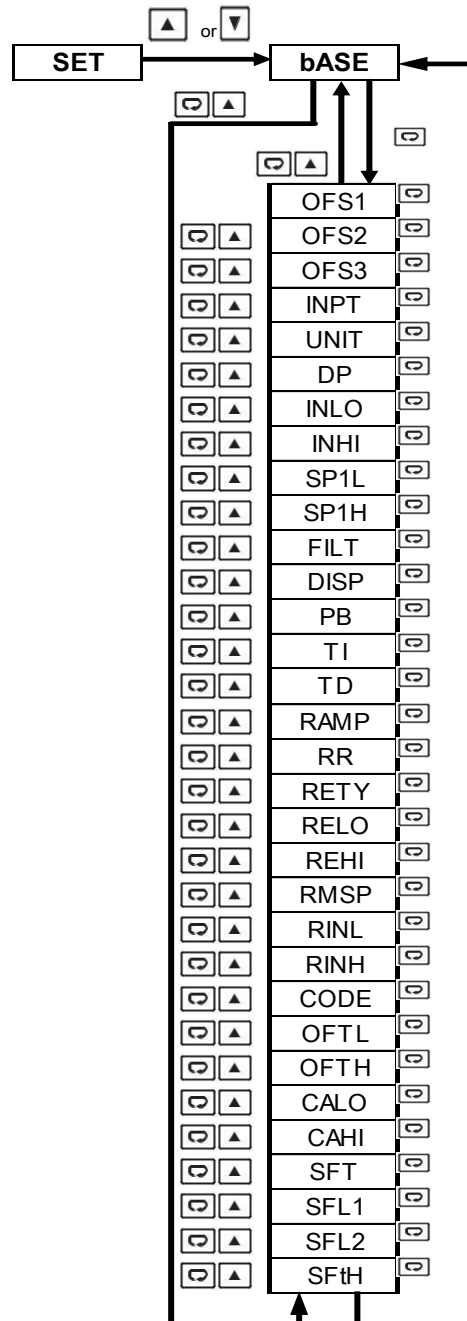 or
SET
bASE
OFS1
OFS2
OFS3
INPT
UNIT
DP
INLO
INHI
SP1L
SP1H
FILT
DISP
PB
TI
TD
RAMP
RR
RETY
RELO
REHI
RMSP
RINL
RINH
CODE
OFTL
OFTH
CALO
CAHI
SFT
SFL1
SFL2
SFtH